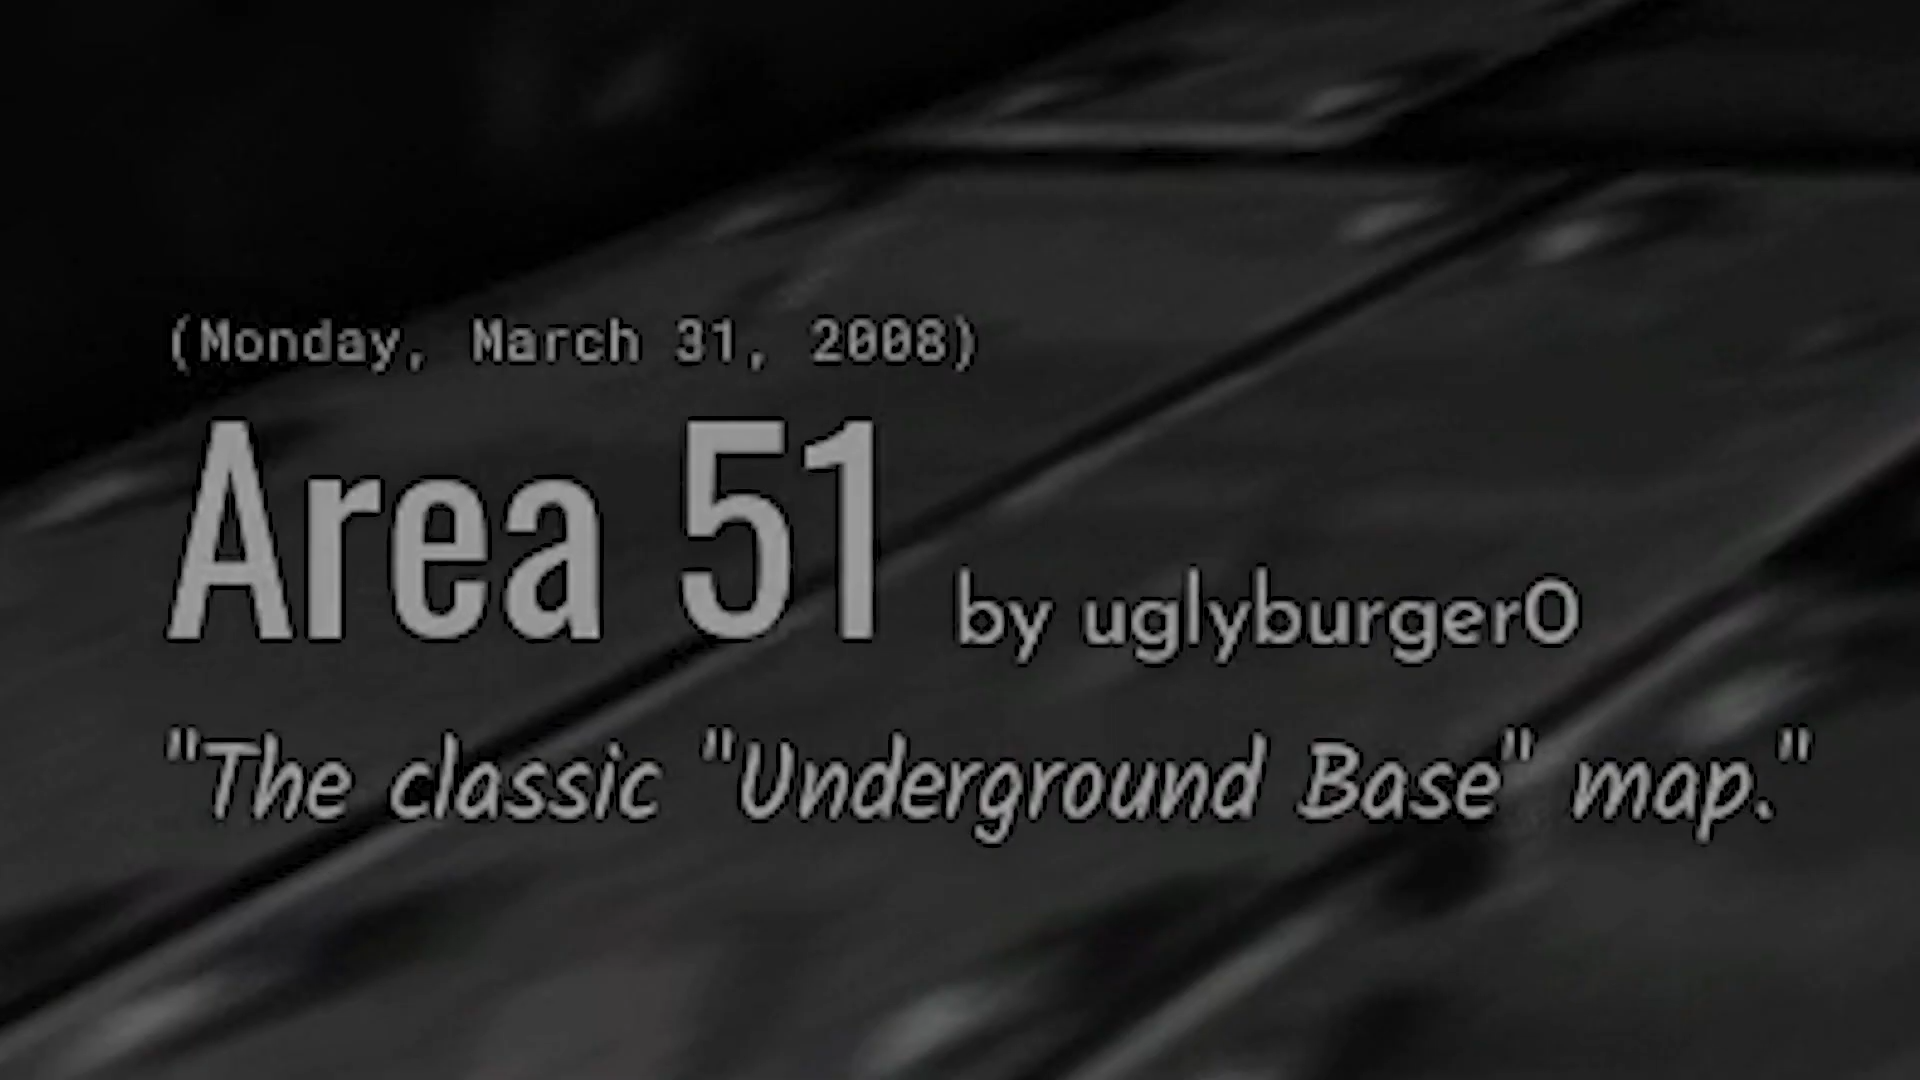 (Monday, March 31, 2008)
Area 51 by uglyburger0
"The classic "Underground Base" map."